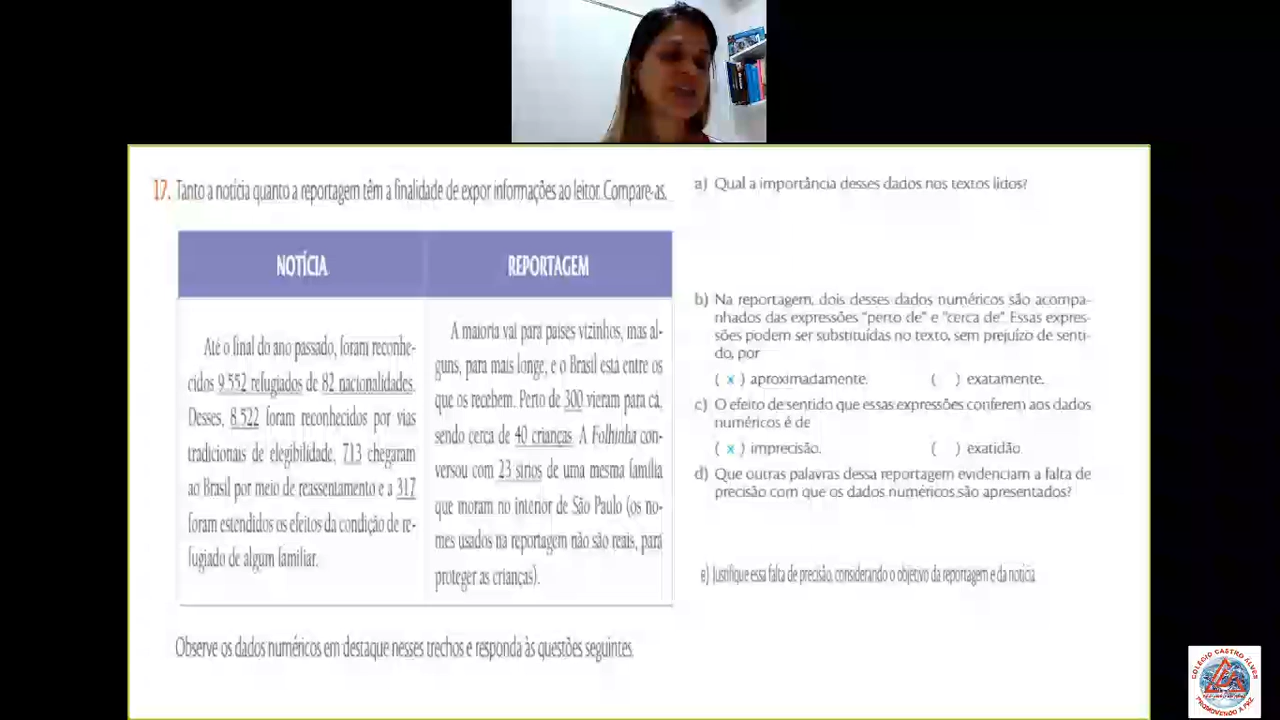 17. Tanto a notícia quanto a reportagem têm a finalidade de expor informações ao leitor. Compare-as.
NOTÍCIA
Até o final do ano passado, foram reconhe-
cidos 9.552 refugiados de 82 nacionalidades.
Desses, 8.522 foram reconhecidos por vias
tradicionais de elegibilidade, 713 chegaram
ao Brasil por meio de reassentamento e a 317
foram estendidos os efeitos da condição de re-
fugiado de algum familiar.
REPORTAGEM
A maioria vai para países vizinhos, mas al-
guns, para mais longe, e o Brasil está entre os
que os recebem. Perto de 300 vieram para cá,
sendo cerca de 40 crianças. A Folhinha con-
versou com 23 sírios de uma mesma família
que moram no interior de São Paulo (os no-
mes usados na reportagem não são reais, para
proteger as crianças).
Observe os dados numéricos em destaque nesses trechos e responda às questões seguintes.
a) Qual a importância desses dados nos textos lidos?
b) Na reportagem, dois desses dados numéricos são acompa-
nhados das expressões "perto de" e "cerca de". Essas expres-
sões podem ser substituídas no texto, sem prejuízo de senti-
do, por
( x ) aproximadamente. ( ) exatamente.
c) O efeito de sentido que essas expressões conferem aos dados
numéricos é de
( x ) imprecisão. ( ) exatidão.
d) Que outras palavras dessa reportagem evidenciam a falta de
precisão com que os dados numéricos são apresentados?
e) Justifique essa falta de precisão, considerando o objetivo da reportagem e da notícia.
COLÉGIO CASTRO ALVES
PROMOVENDO A PAZ